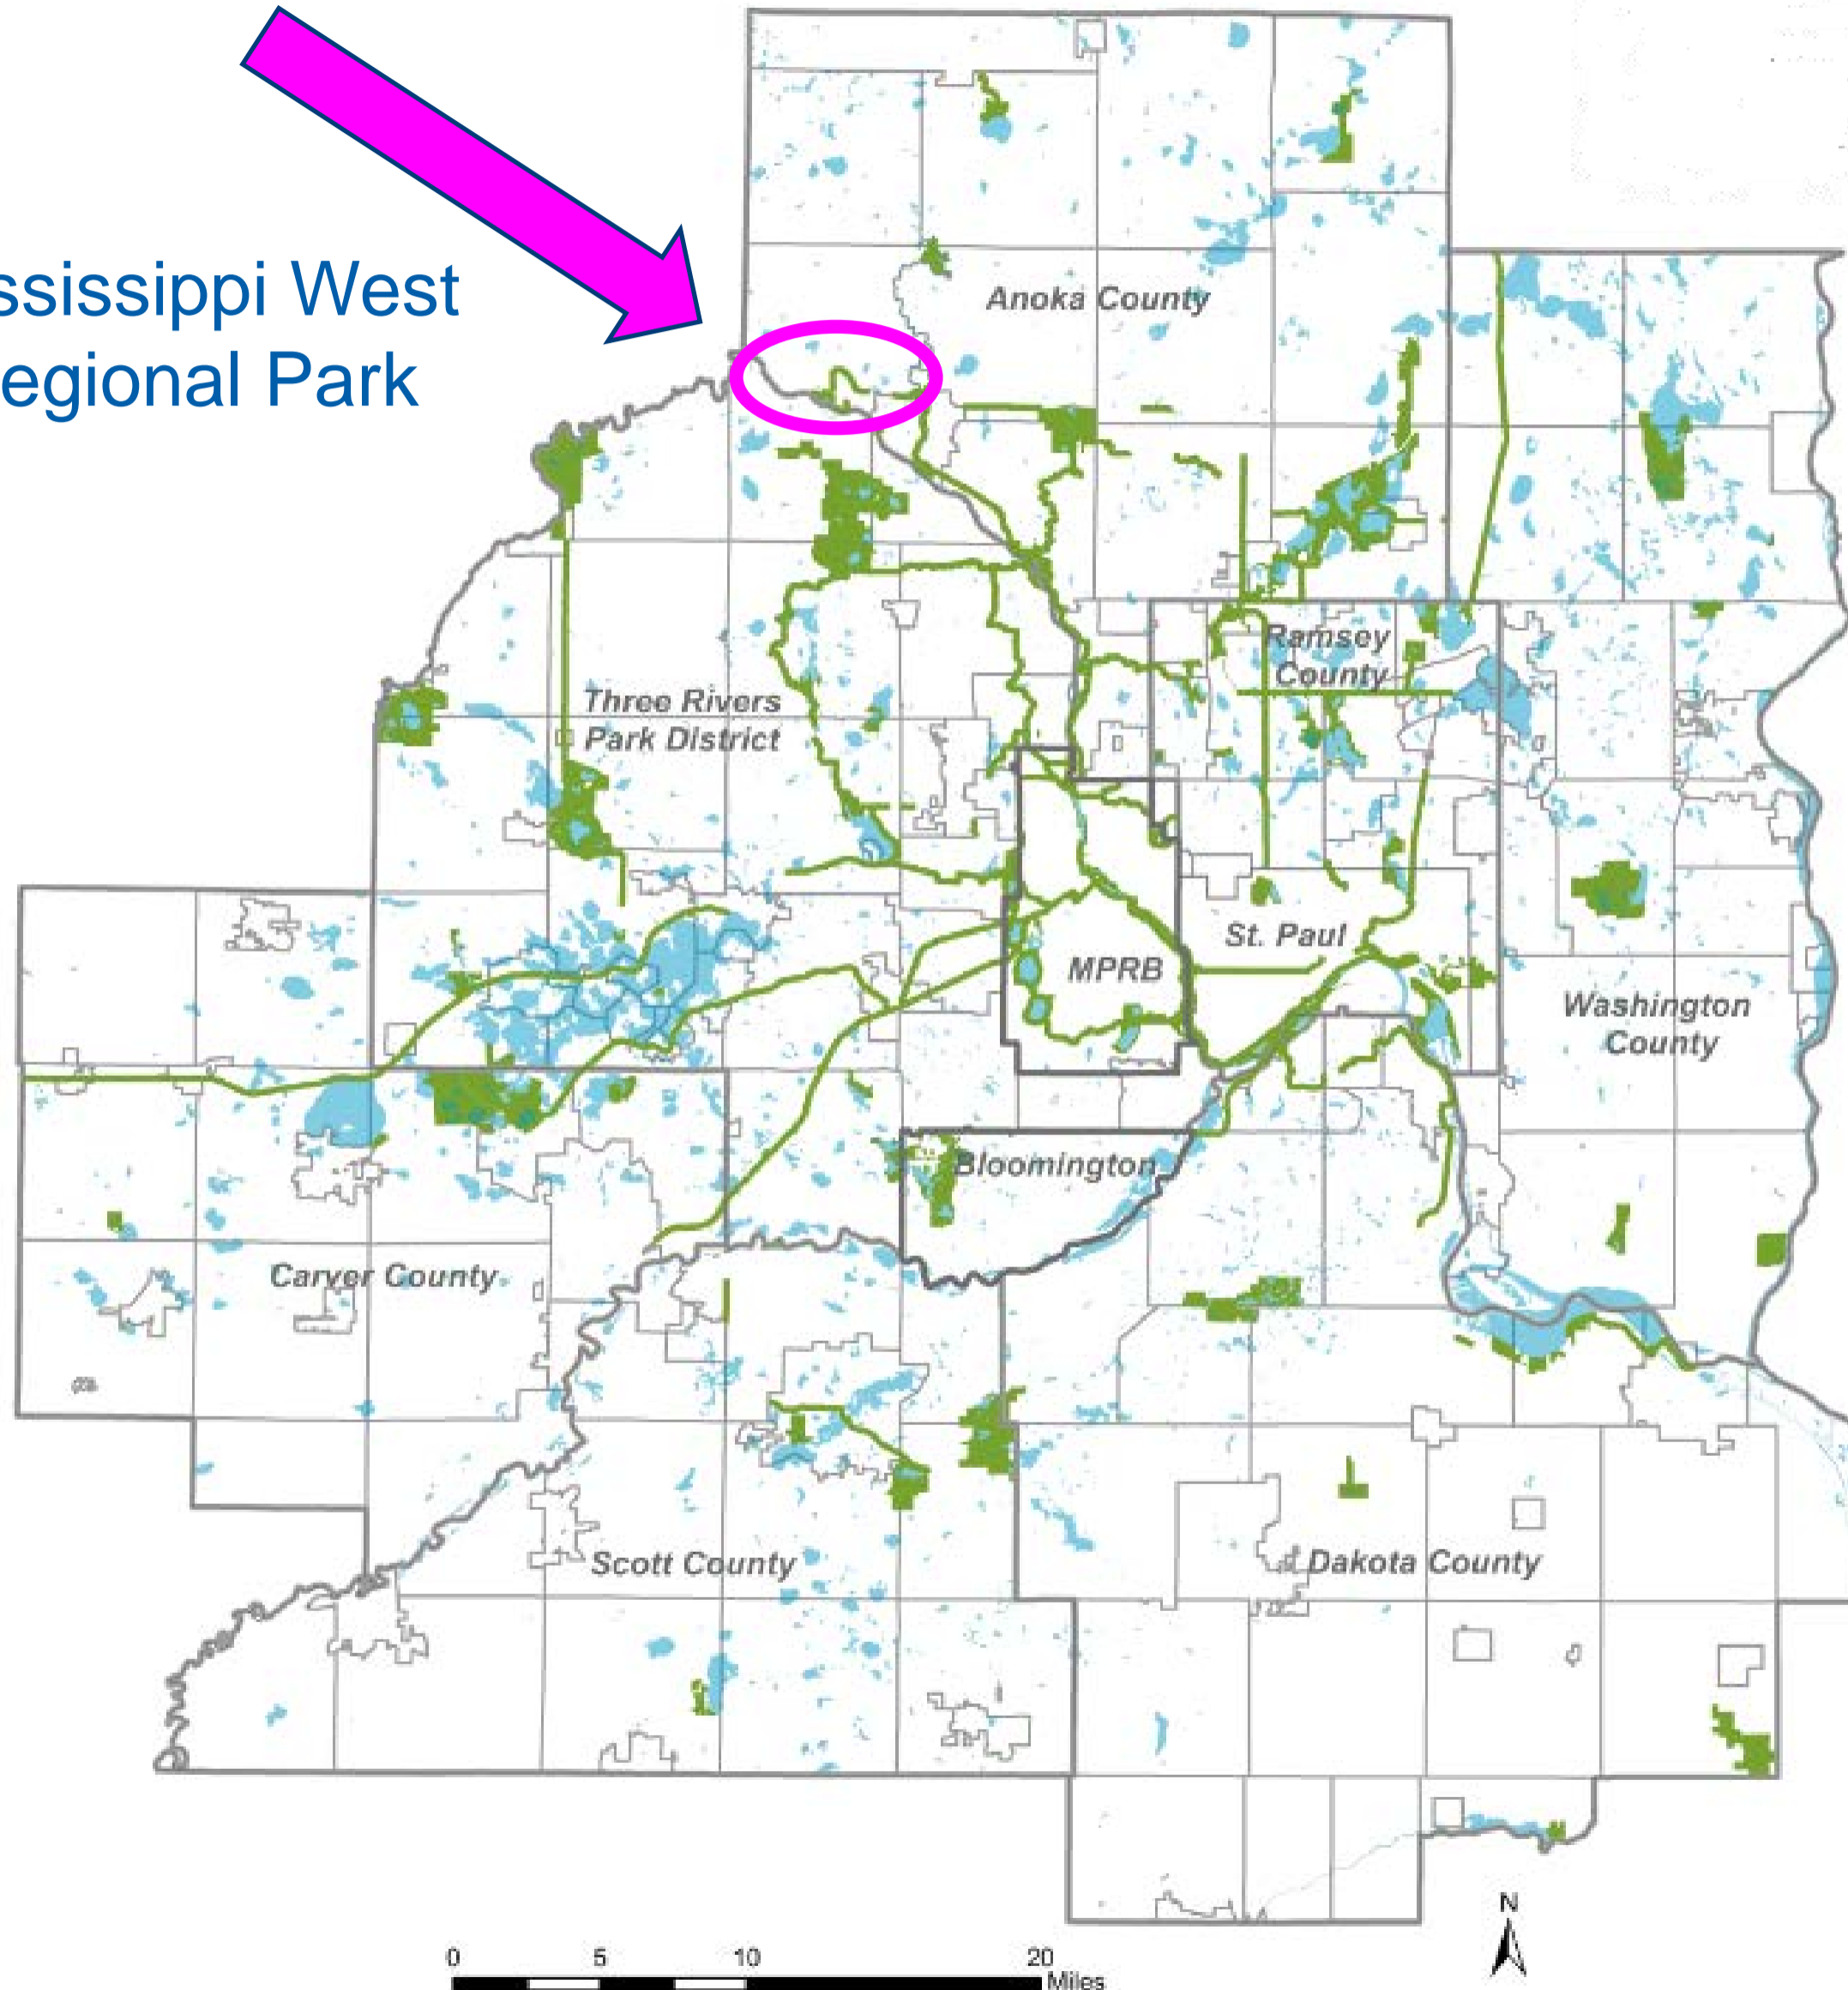 ssissippi West
egional Park
Anoka County
Ramsey
County
Three Rivers
Park District
St. Paul
MPRB
Washington
County
Bloomington
Carver County
Scott County
Dakota County
N
0 5 10 20
Miles